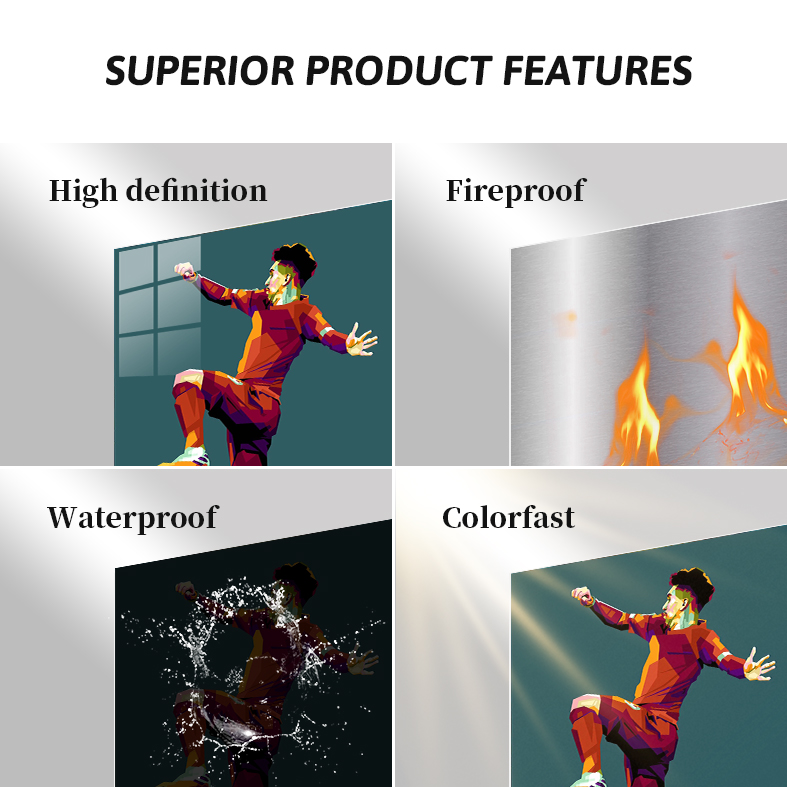 SUPERIOR PRODUCT FEATURES
High definition
Fireproof
Waterproof
Colorfast